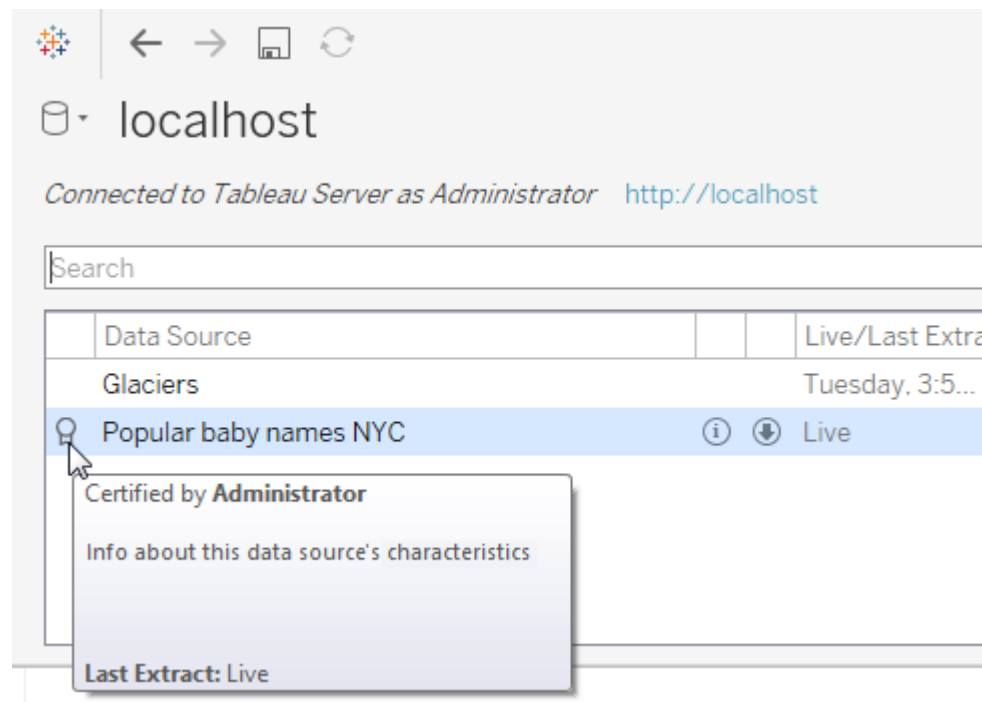 localhost
Connected to Tableau Server as Administrator http://localhost
Search
Data Source Live/Last Extra
Glaciers Tuesday, 3:5...
Popular baby names NYC Live
Certified by Administrator
Info about this data source's characteristics
Last Extract: Live